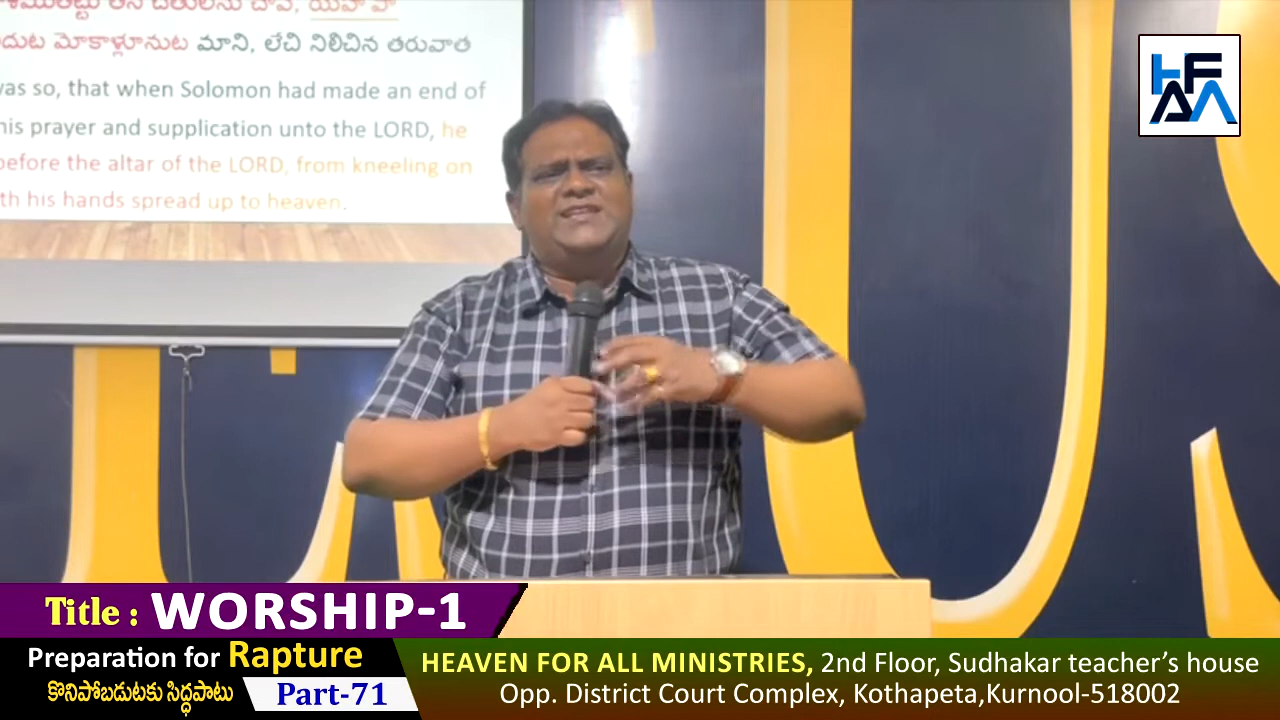 దుట మోకాళ్లూనుట మాని, లేచి నిలిచిన తరువాత
was so, that when Solomon had made an end of
his prayer and supplication unto the LORD, he
before the altar of the LORD, from kneeling on
th his hands spread up to heaven.
HFAM
Title : WORSHIP-1
Preparation for Rapture
కొనిపోబడుటకు సిద్ధపాటు
Part-71
HEAVEN FOR ALL MINISTRIES, 2nd Floor, Sudhakar teacher's house
Opp. District Court Complex, Kothapeta,Kurnool-518002